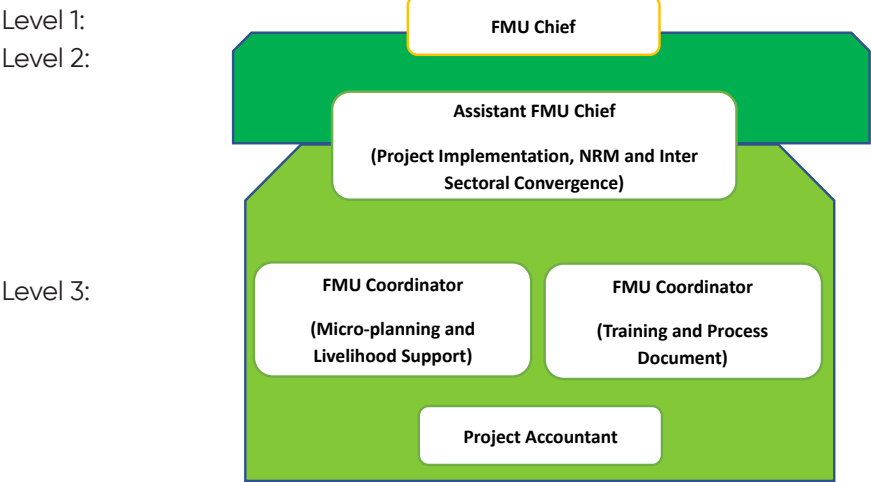 Level 1:
FMU Chief
Level 2:
Assistant FMU Chief
(Project Implementation, NRM and Inter
Sectoral Convergence)
Level 3:
FMU Coordinator
(Micro-planning and
Livelihood Support)
FMU Coordinator
(Training and Process
Document)
Project Accountant